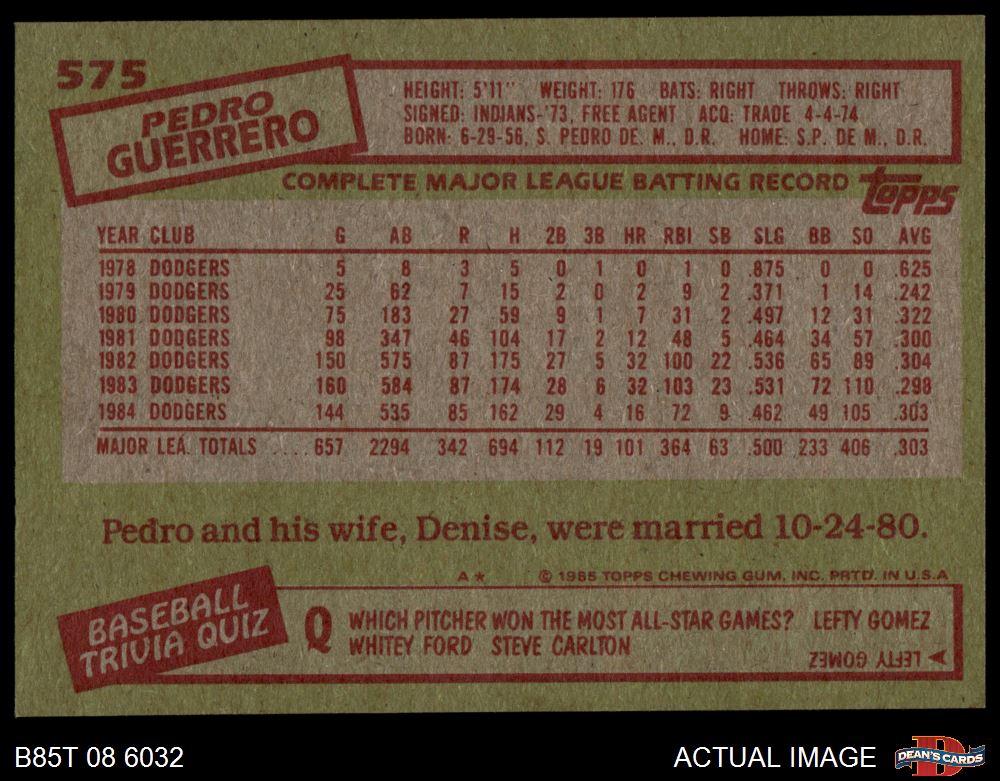 575
PEDRO
GUERRERO
HEIGHT: 5'11" WEIGHT: 176 BATS: RIGHT THROWS: RIGHT
SIGNED: INDIANS-'73, FREE AGENT ACQ: TRADE 4-4-74
BORN: 6-29-56, S. PEDRO DE. M., D.R. HOME: S.P. DE M., D.R.
COMPLETE MAJOR LEAGUE BATTING RECORD
topps
YEAR CLUB G AB R H 2B 3B HR RBI SB SLG BB SO AVG
1978 DODGERS 5 8 3 5 0 1 0 1 0 .875 0 0 .625
1979 DODGERS 25 62 7 15 2 0 2 9 2 .371 1 14 .242
1980 DODGERS 75 183 27 59 9 1 7 31 2 .497 12 31 .322
1981 DODGERS 98 347 46 104 17 2 12 48 5 .464 34 57 .300
1982 DODGERS 150 575 87 175 27 5 32 100 22 .536 65 89 .304
1983 DODGERS 160 584 87 174 28 6 32 103 23 .531 72 110 .298
1984 DODGERS 144 535 85 162 29 4 16 72 9 .462 49 105 .303
MAJOR LEA. TOTALS ....657 2294 342 694 112 19 101 364 63 .500 233 406 .303
Pedro and his wife, Denise, were married 10-24-80.
A* © 1985 TOPPS CHEWING GUM, INC. PRTD. IN U.S.A
BASEBALL
TRIVIA QUIZ
Q WHICH PITCHER WON THE MOST ALL-STAR GAMES? LEFTY GOMEZ
WHITEY FORD STEVE CARLTON
A LEFTY GOMEZ
B85T 08 6032
ACTUAL IMAGE
D
DEAN'S CARDS